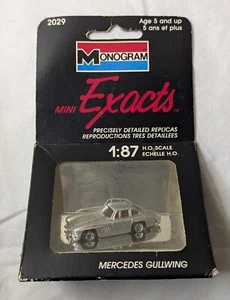 2029
Age 5 and up
5 ans et plus
MONOGRAM
MINI Exacts™
PRECISELY DETAILED REPLICAS
REPRODUCTIONS TRES DETAILLEES
1:87 H.O. SCALE
ECHELLE H.O.
MERCEDES GULLWING